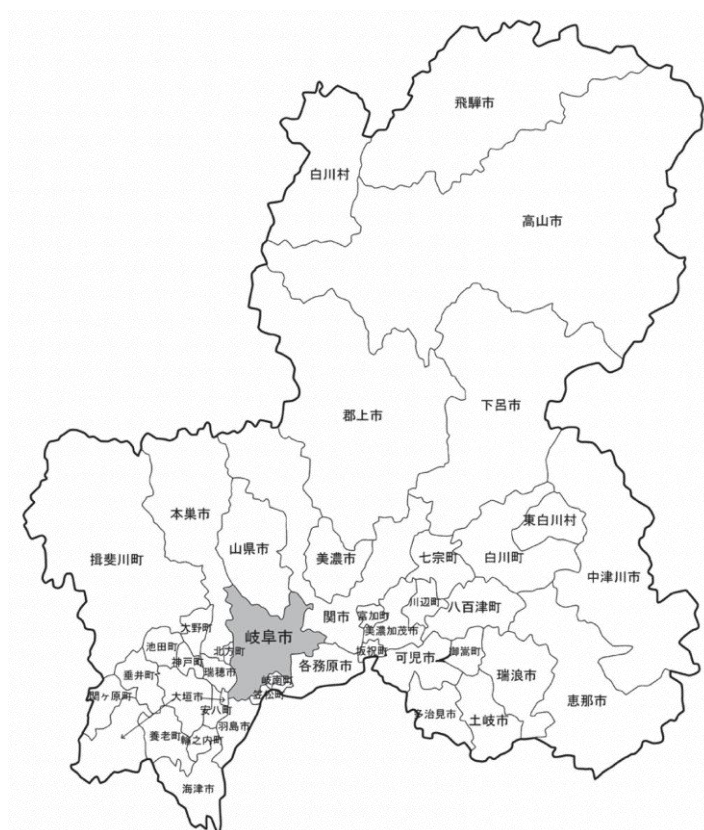 飛騨市
白川村
高山市
郡上市
下呂市
本巣市
東白川村
山県市
美濃市
七宗町
白川町
揖斐川町
中津川市
川辺町
八百津町
関市
富加町
大野町
美濃加茂市
岐阜市
池田町
北方町
坂祝町
可児市
御嵩町
神戸町
各務原市
垂井町
瑞穂市
瑞浪市
岐南町
関ヶ原町
大垣市
笠松町
恵那市
安八町
多治見市
土岐市
羽島市
養老町
輪之内町
海津市